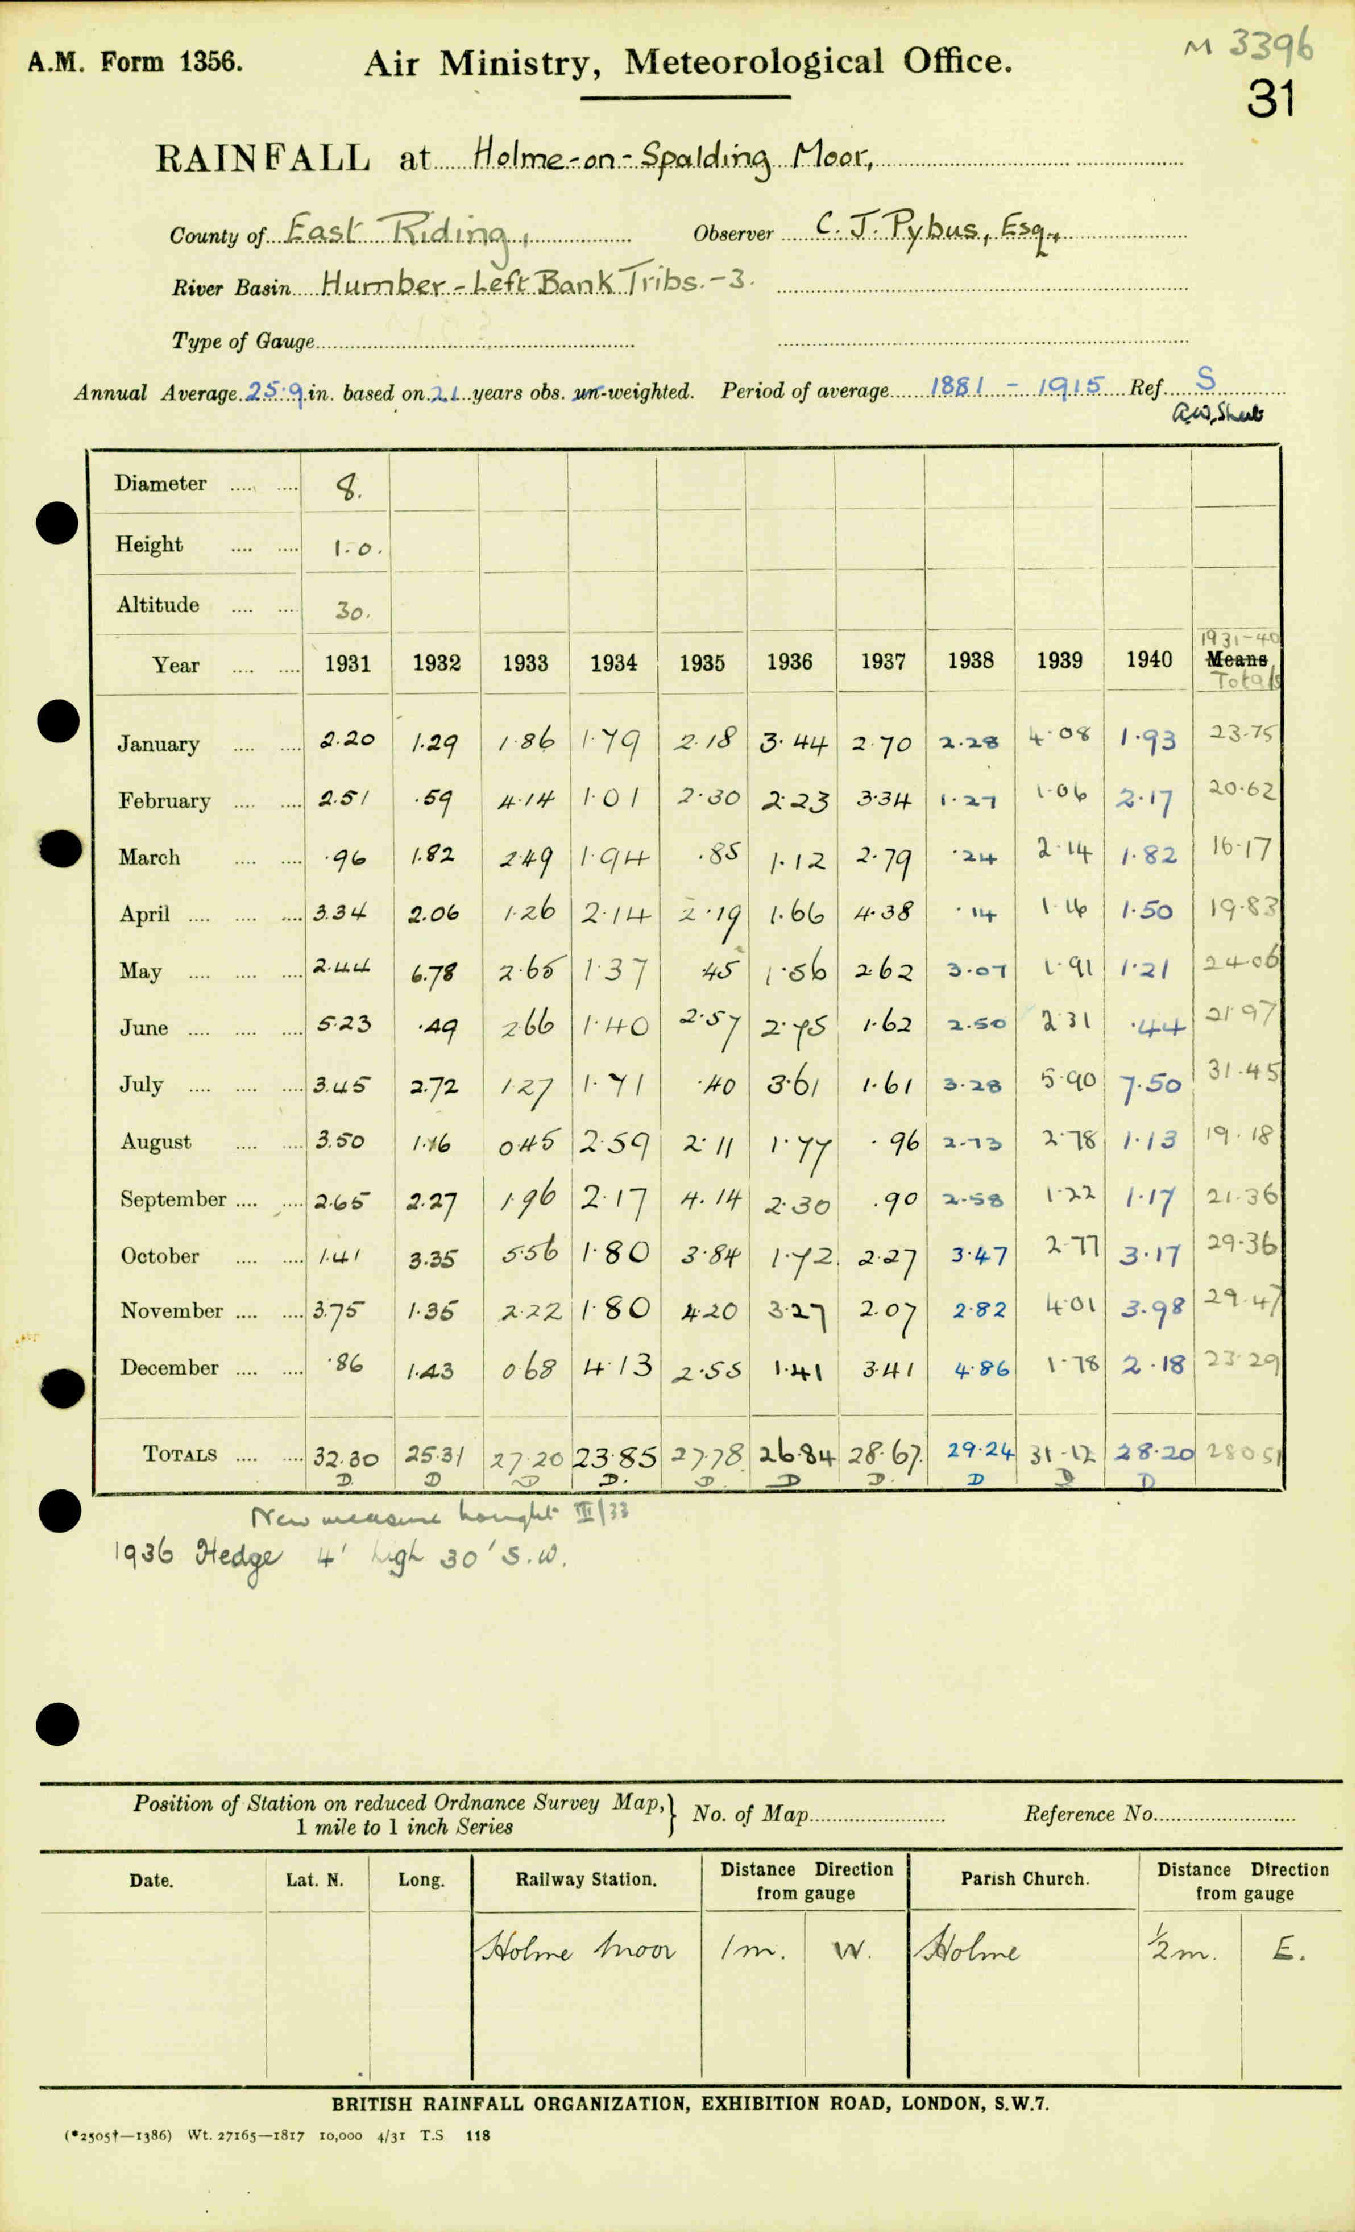 M 3396
A.M. Form 1356. Air Ministry, Meteorological Office.
31
RAINFALL at Holme-on-Spalding Moor,
County of East Riding, Observer C. J. Pybus, Esq.,
River Basin Humber - Left Bank Tribs. - 3.
Type of Gauge
Annual Average 25.9 in. based on 21 years obs. un-weighted. Period of average 1881 - 1915 Ref. S
R.W. Sheet
Diameter 8.
Height 1.0.
Altitude 30.
1931-40
Year 1931 1932 1933 1934 1935 1936 1937 1938 1939 1940 Means
Totals
January 2.20 1.29 1.86 1.79 2.18 3.44 2.70 2.28 4.08 1.93 23.75
February 2.51 .59 4.14 1.01 2.30 2.23 3.34 1.27 1.06 2.17 20.62
March .96 1.82 2.49 1.94 .85 1.12 2.79 .24 2.14 1.82 16.17
April 3.34 2.06 1.26 2.14 2.19 1.66 4.38 .14 1.16 1.50 19.83
May 2.44 6.78 2.65 1.37 .45 1.56 2.62 3.07 1.91 1.21 24.06
June 5.23 .49 2.66 1.40 2.57 2.75 1.62 2.50 2.31 .44 21.97
July 3.45 2.72 1.27 1.71 .40 3.61 1.61 3.28 5.90 7.50 31.45
August 3.50 1.16 0.45 2.59 2.11 1.77 .96 2.73 2.78 1.13 19.18
September 2.65 2.27 1.96 2.17 4.14 2.30 .90 2.58 1.22 1.17 21.36
October 1.41 3.35 5.56 1.80 3.84 1.72 2.27 3.47 2.77 3.17 29.36
November 3.75 1.35 2.22 1.80 4.20 3.27 2.07 2.82 4.01 3.98 29.47
December .86 1.43 0.68 4.13 2.55 1.41 3.41 4.86 1.78 2.18 23.29
TOTALS 32.30 25.31 27.20 23.85 27.78 26.84 28.67. 29.24 31.12 28.20 280.51
D. D D D. D. D D. D D D
New measure bought III/33
1936 Hedge 4' high 30' S.W.
Position of Station on reduced Ordnance Survey Map, 1 mile to 1 inch Series } No. of Map Reference No.
Date. Lat. N. Long. Railway Station. Distance Direction from gauge Parish Church. Distance Direction from gauge
Holme Moor 1 m. W. Holme ½ m. E.
BRITISH RAINFALL ORGANIZATION, EXHIBITION ROAD, LONDON, S.W.7.
(*2505†—1386) Wt. 27165—1817 10,000 4/31 T.S 118